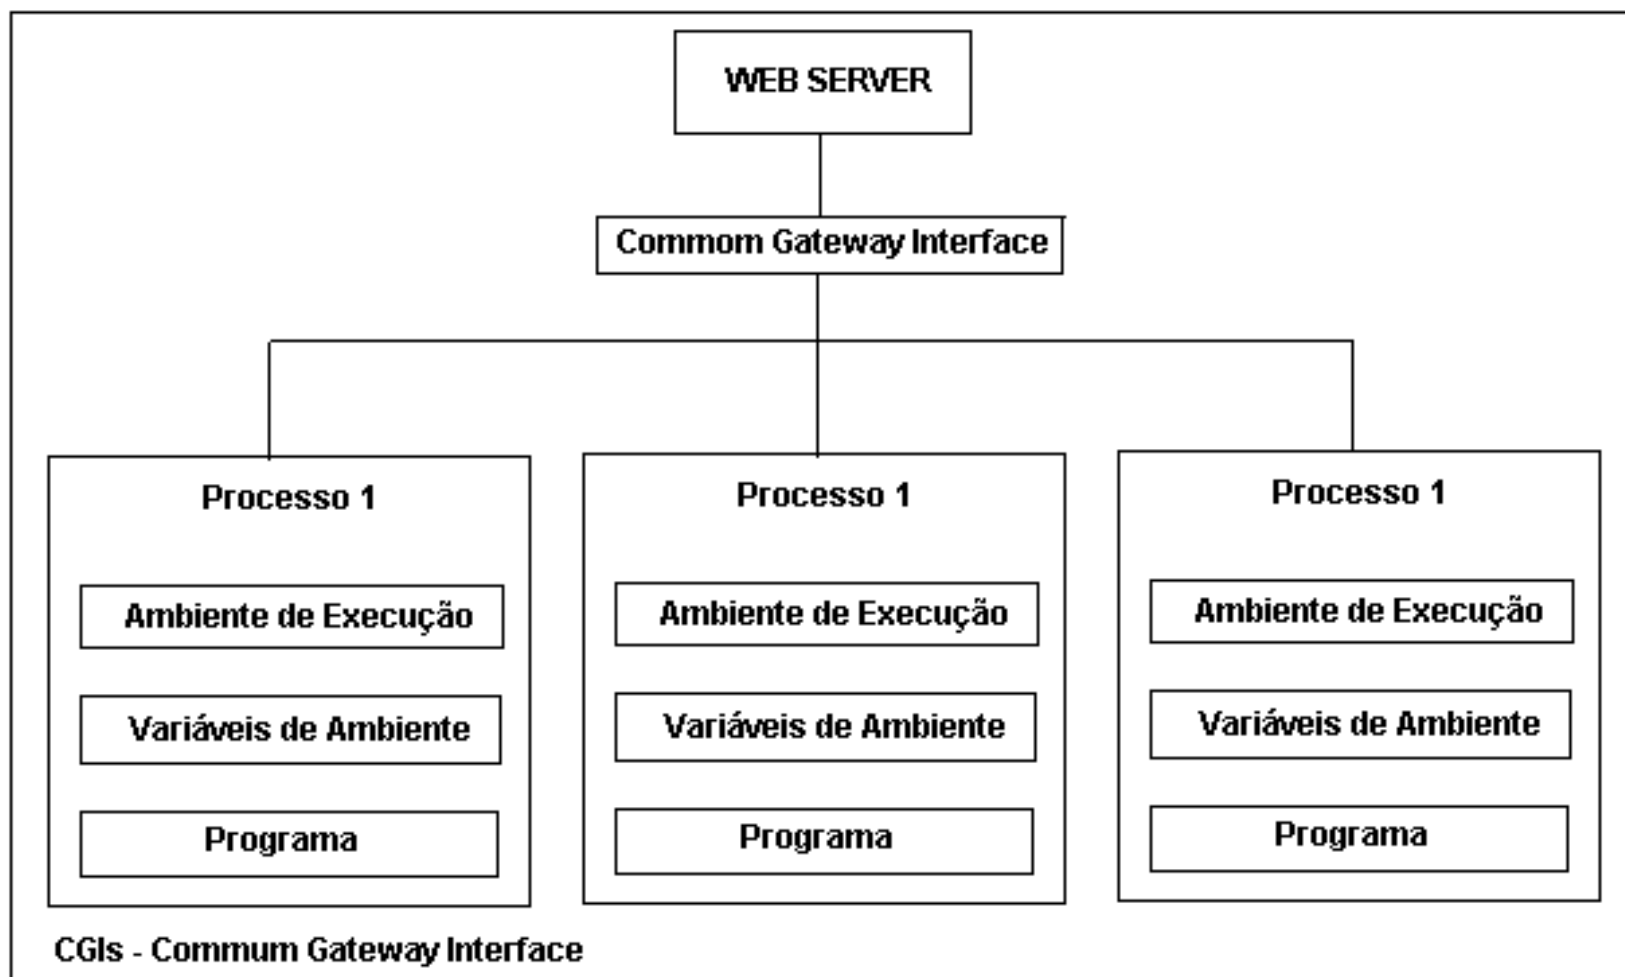 WEB SERVER
Commom Gateway Interface
Processo 1
Ambiente de Execução
Variáveis de Ambiente
Programa
Processo 1
Ambiente de Execução
Variáveis de Ambiente
Programa
Processo 1
Ambiente de Execução
Variáveis de Ambiente
Programa
CGIs - Commum Gateway Interface